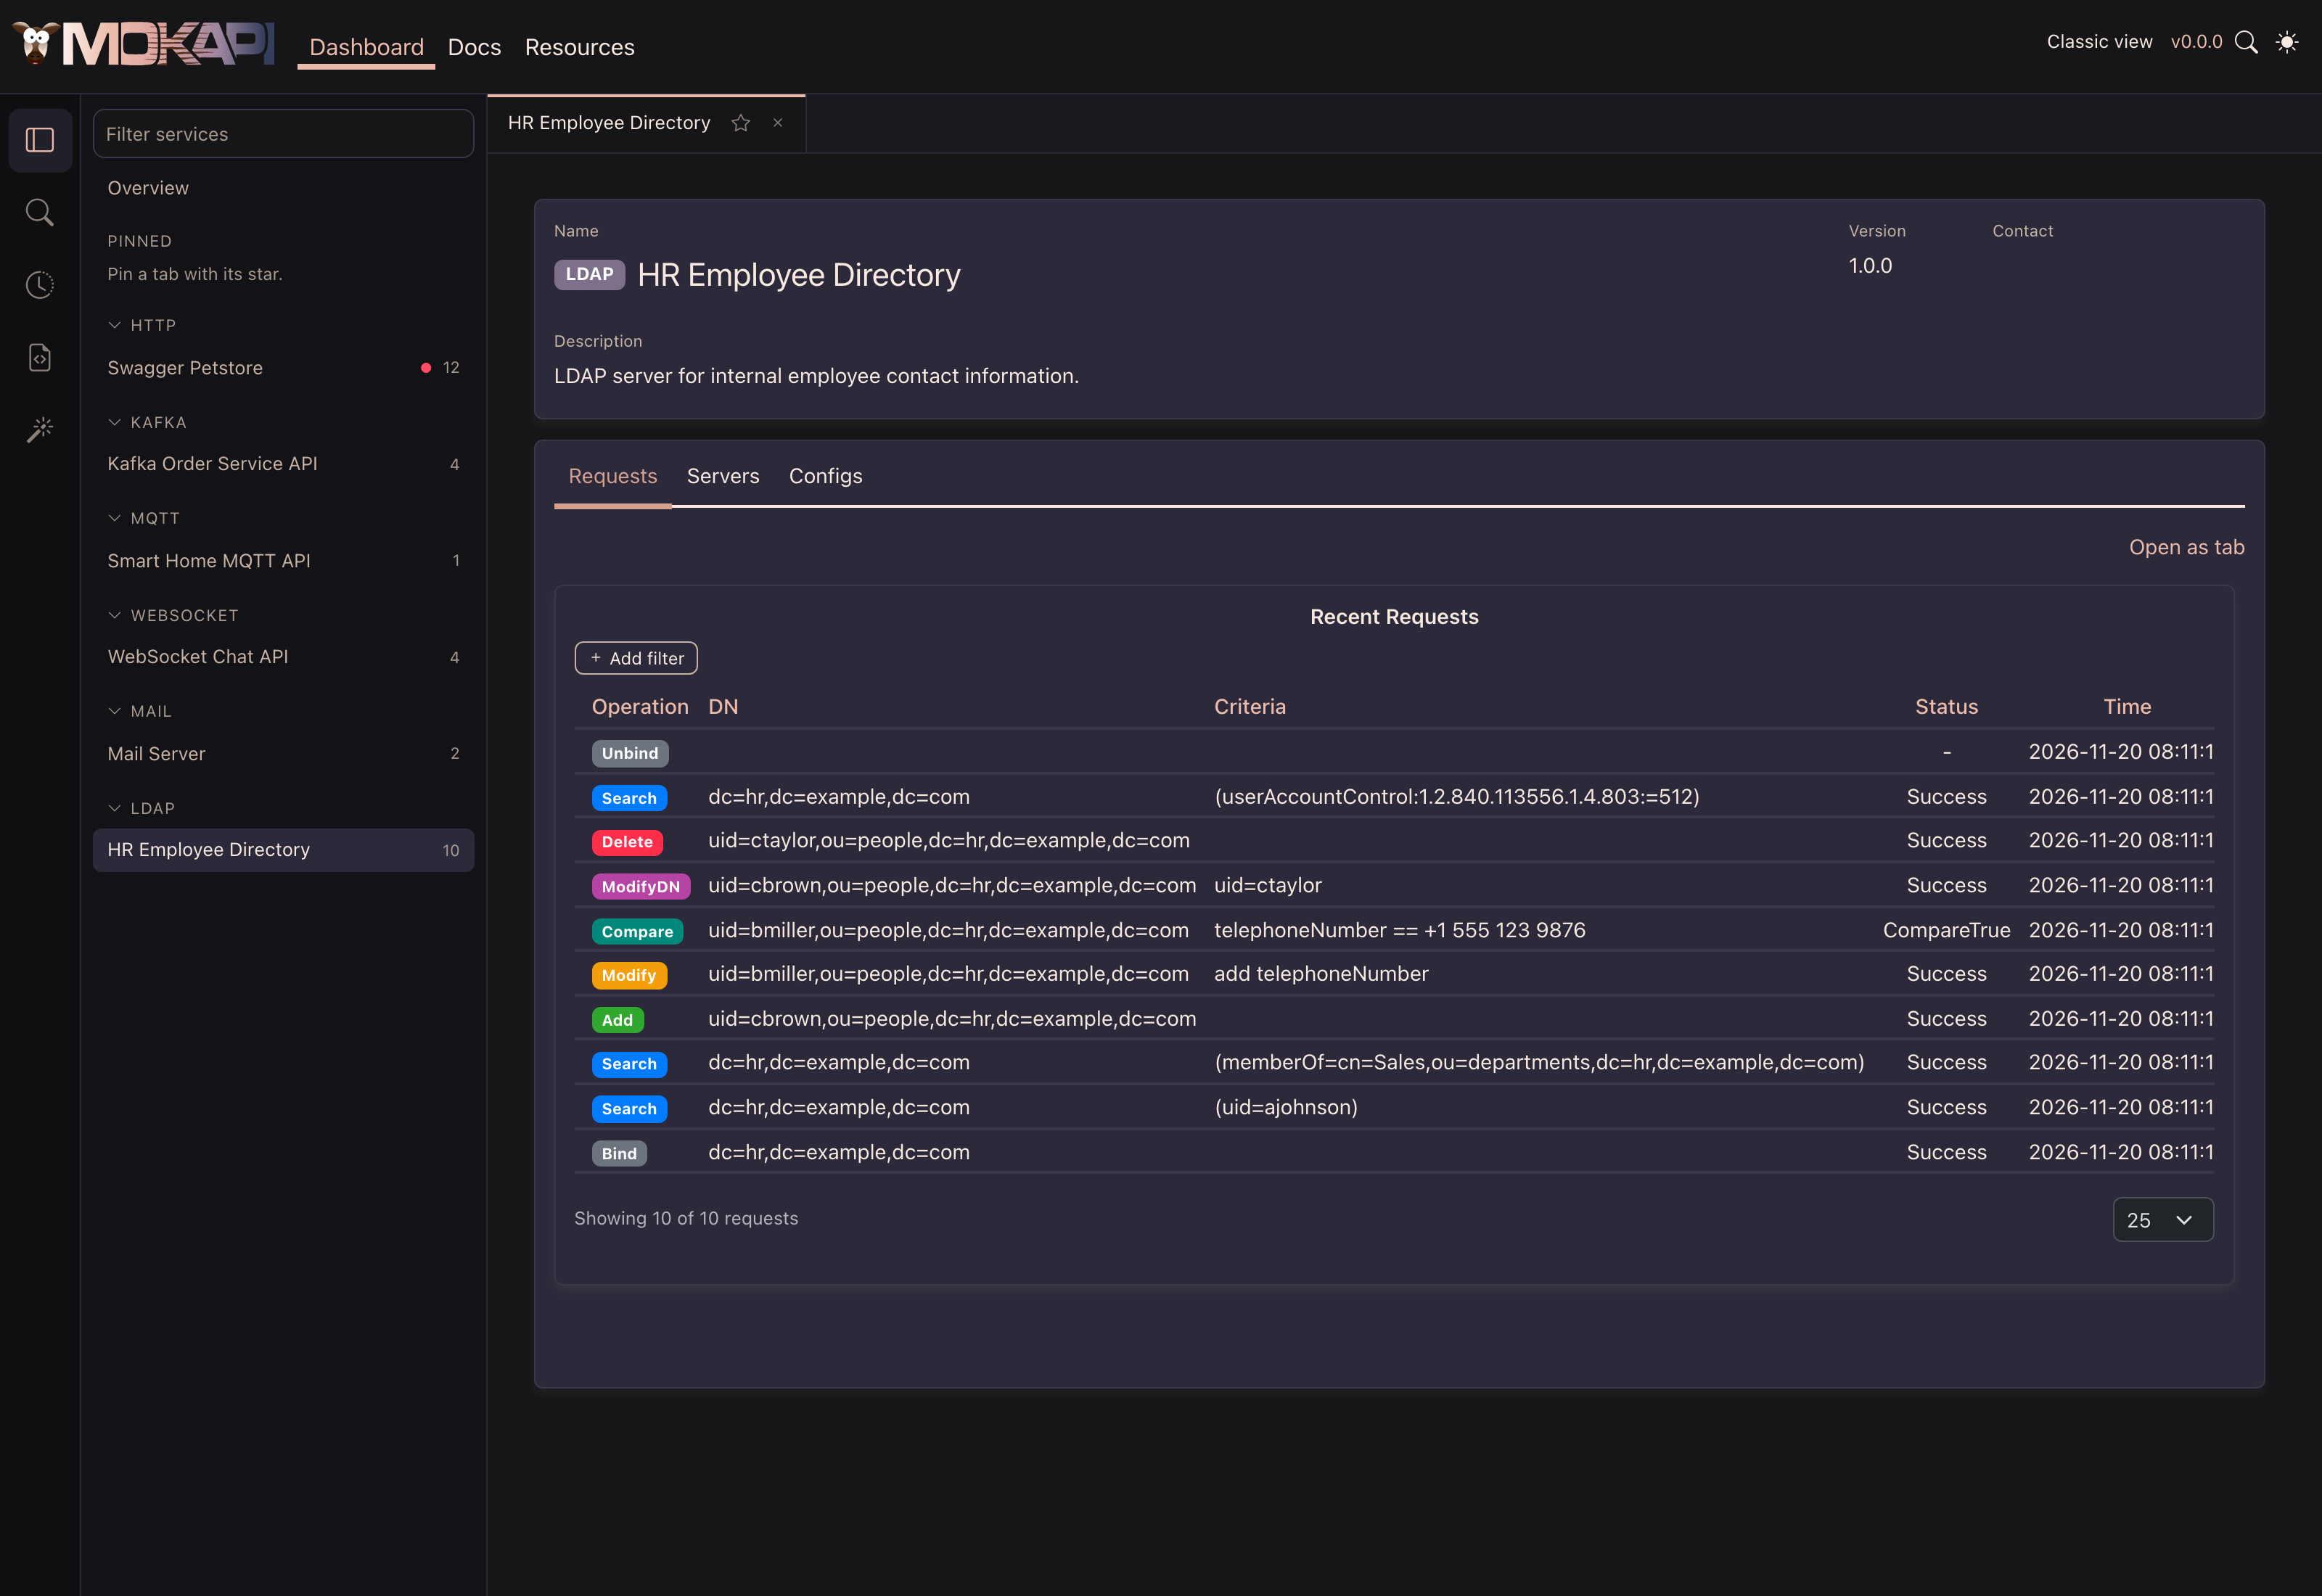 MOKAPI Dashboard Docs Resources Classic view v0.0.0
Filter services
Overview
PINNED
Pin a tab with its star.
HTTP
Swagger Petstore 12
KAFKA
Kafka Order Service API 4
MQTT
Smart Home MQTT API 1
WEBSOCKET
WebSocket Chat API 4
MAIL
Mail Server 2
LDAP
HR Employee Directory 10
HR Employee Directory
Name Version Contact
LDAP HR Employee Directory 1.0.0
Description
LDAP server for internal employee contact information.
Requests Servers Configs
Open as tab
Recent Requests
+ Add filter
Operation DN Criteria Status Time
Unbind - 2026-11-20 08:11:1
Search dc=hr,dc=example,dc=com (userAccountControl:1.2.840.113556.1.4.803:=512) Success 2026-11-20 08:11:1
Delete uid=ctaylor,ou=people,dc=hr,dc=example,dc=com Success 2026-11-20 08:11:1
ModifyDN uid=cbrown,ou=people,dc=hr,dc=example,dc=com uid=ctaylor Success 2026-11-20 08:11:1
Compare uid=bmiller,ou=people,dc=hr,dc=example,dc=com telephoneNumber == +1 555 123 9876 CompareTrue 2026-11-20 08:11:1
Modify uid=bmiller,ou=people,dc=hr,dc=example,dc=com add telephoneNumber Success 2026-11-20 08:11:1
Add uid=cbrown,ou=people,dc=hr,dc=example,dc=com Success 2026-11-20 08:11:1
Search dc=hr,dc=example,dc=com (memberOf=cn=Sales,ou=departments,dc=hr,dc=example,dc=com) Success 2026-11-20 08:11:1
Search dc=hr,dc=example,dc=com (uid=ajohnson) Success 2026-11-20 08:11:1
Bind dc=hr,dc=example,dc=com Success 2026-11-20 08:11:1
Showing 10 of 10 requests 25